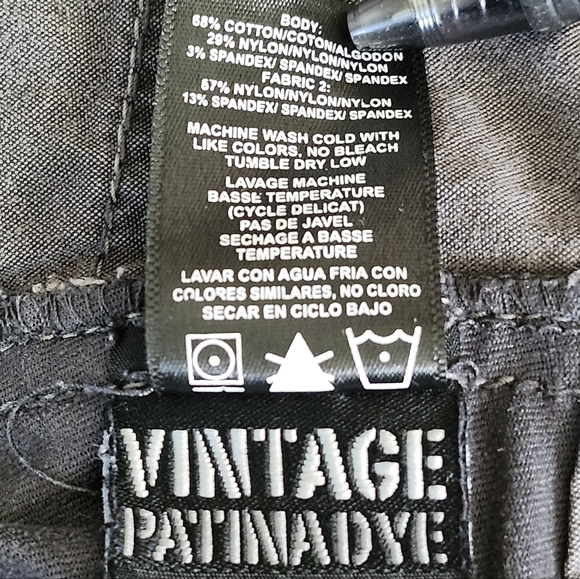 BODY:
68% COTTON/COTON/ALGODON
29% NYLON/NYLON/NYLON
3% SPANDEX/ SPANDEX/ SPANDEX
FABRIC 2:
57% NYLON/NYLON/NYLON
13% SPANDEX/ SPANDEX/ SPANDEX
MACHINE WASH COLD WITH
LIKE COLORS, NO BLEACH
TUMBLE DRY LOW
LAVAGE MACHINE
BASSE TEMPERATURE
(CYCLE DELICAT)
PAS DE JAVEL
SECHAGE A BASSE
TEMPERATURE
LAVAR CON AGUA FRIA CON
COLORES SIMILARES, NO CLORO
SECAR EN CICLO BAJO
VINTAGE
PATINADYE